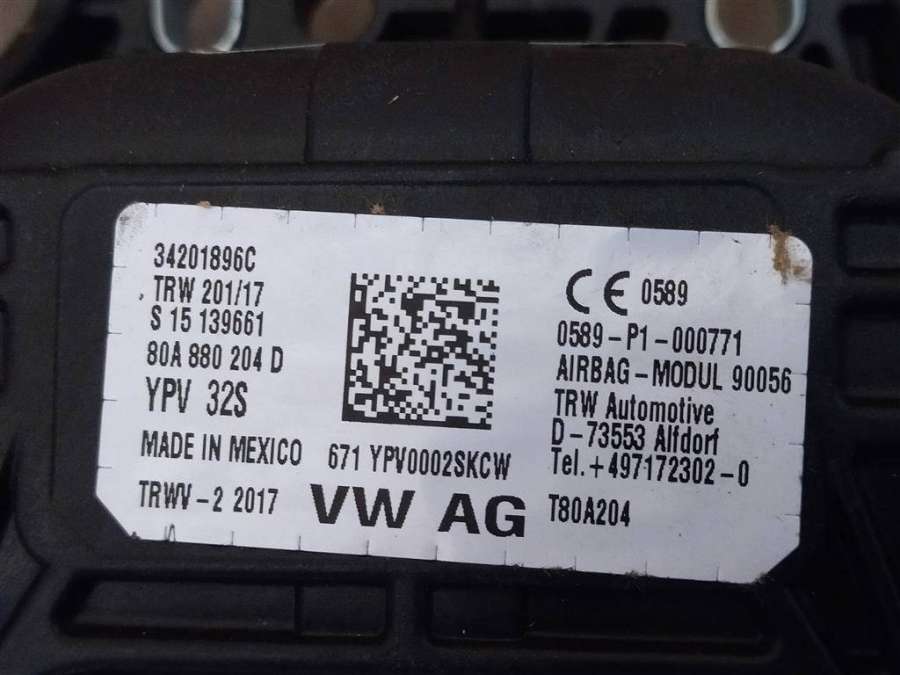 34201896C
TRW 201/17
S 15 139661
80A 880 204 D
YPV 32S
MADE IN MEXICO
TRWV-2 2017
671 YPV0002SKCW
VW AG
CE 0589
0589-P1-000771
AIRBAG-MODUL 90056
TRW Automotive
D-73553 Alfdorf
Tel.+497172302-0
T80A204